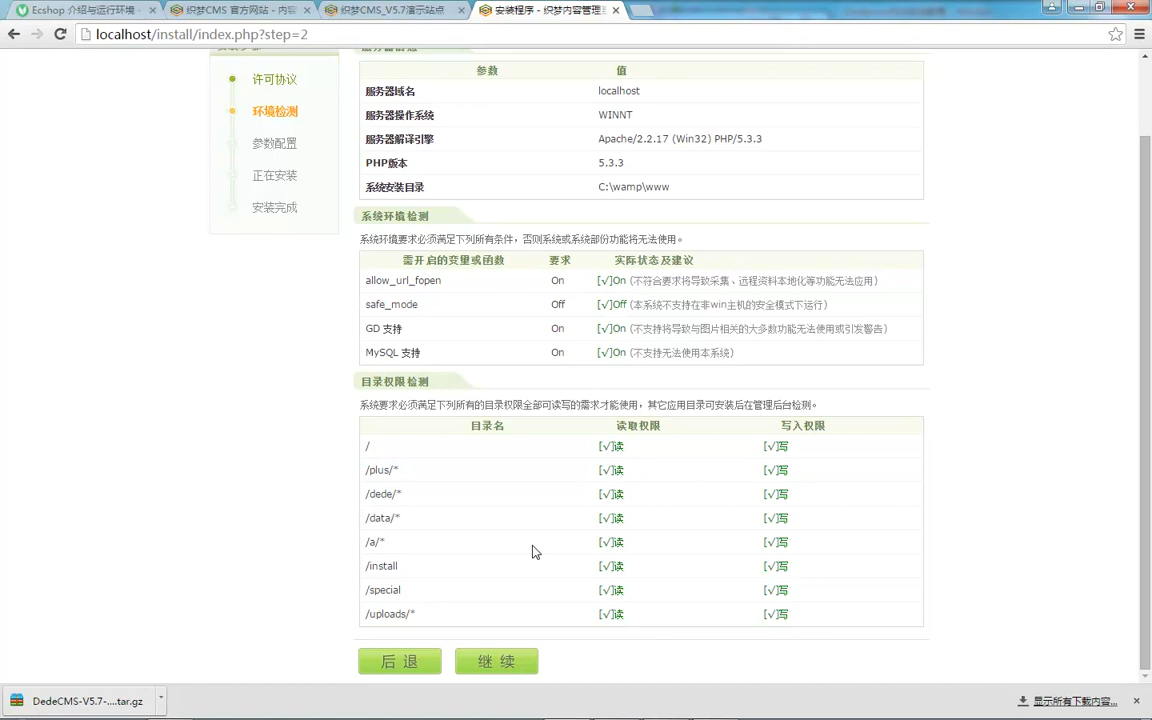 Ecshop 介绍与运行环境
织梦CMS 官方网站 - 内容
织梦CMS_V5.7演示站点
安装程序 - 织梦内容管理
localhost/install/index.php?step=2
许可协议
环境检测
参数配置
正在安装
安装完成
参数 值
服务器域名 localhost
服务器操作系统 WINNT
服务器解译引擎 Apache/2.2.17 (Win32) PHP/5.3.3
PHP版本 5.3.3
系统安装目录 C:\wamp\www
系统环境检测
系统环境要求必须满足下列所有条件，否则系统或系统部份功能将无法使用。
需开启的变量或函数 要求 实际状态及建议
allow_url_fopen On [√]On (不符合要求将导致采集、远程资料本地化等功能无法应用)
safe_mode Off [√]Off (本系统不支持在非win主机的安全模式下运行)
GD 支持 On [√]On (不支持将导致与图片相关的大多数功能无法使用或引发警告)
MySQL 支持 On [√]On (不支持无法使用本系统)
目录权限检测
系统要求必须满足下列所有的目录权限全部可读写的需求才能使用，其它应用目录可安装后在管理后台检测。
目录名 读取权限 写入权限
/ [√]读 [√]写
/plus/* [√]读 [√]写
/dede/* [√]读 [√]写
/data/* [√]读 [√]写
/a/* [√]读 [√]写
/install [√]读 [√]写
/special [√]读 [√]写
/uploads/* [√]读 [√]写
后退 继续
DedeCMS-V5.7-....tar.gz
显示所有下载内容...